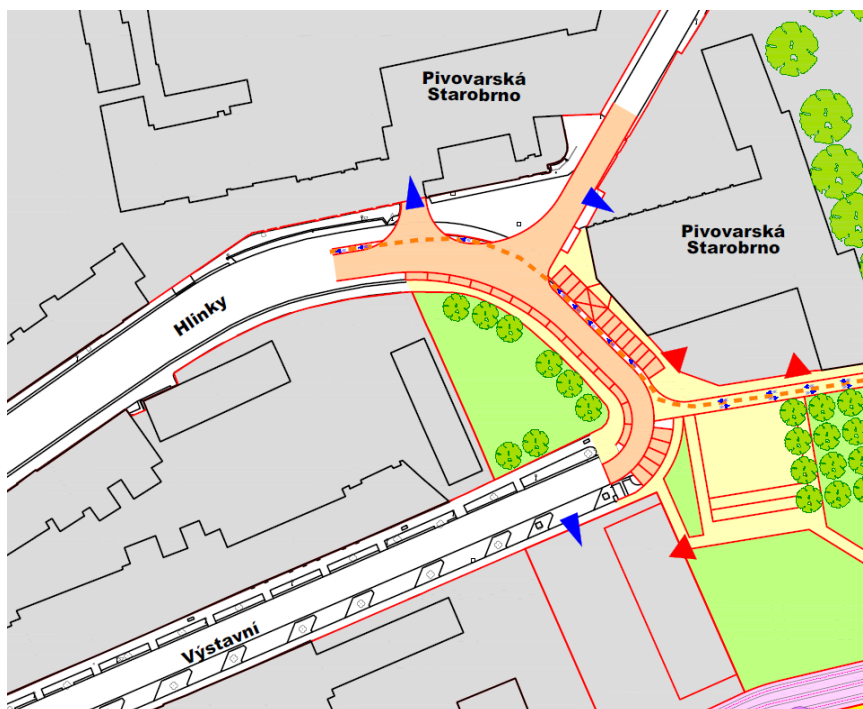 Pivovarská
Starobrno
Pivovarská
Starobrno
Hlinky
Výstavní